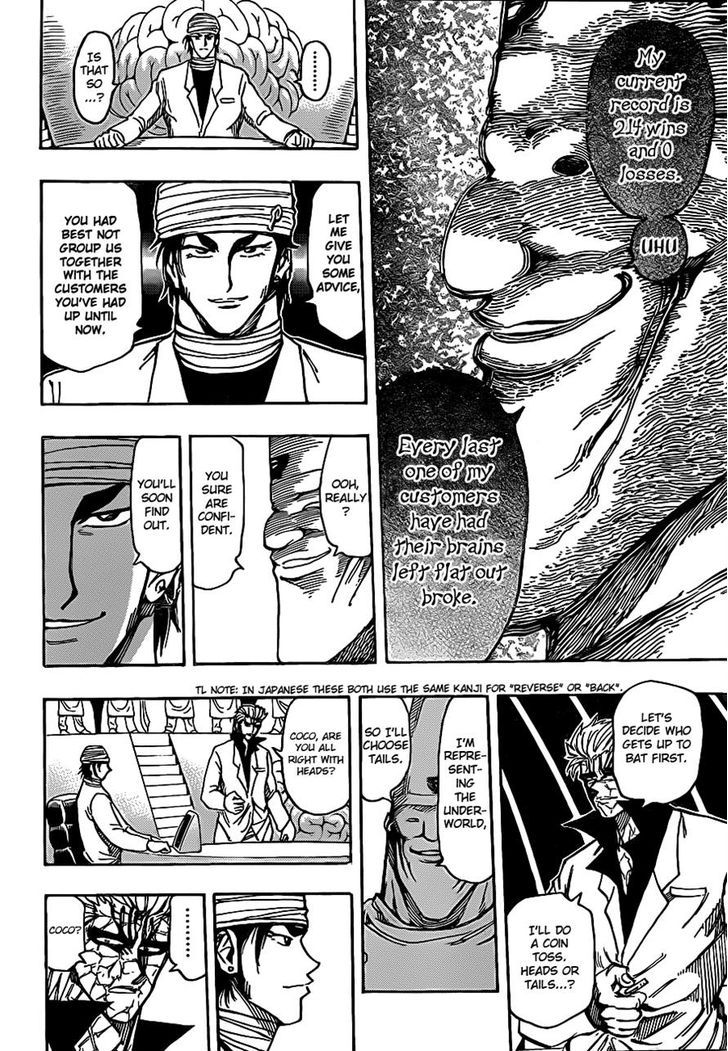 My
current
record is
214 wins
and 0
losses.
UHU
Every last
one of my
customers
have had
their brains
left flat out
broke.
........
IS
THAT
SO
...?
LET
ME
GIVE
YOU
SOME
ADVICE,
YOU HAD
BEST NOT
GROUP US
TOGETHER
WITH THE
CUSTOMERS
YOU'VE HAD
UP UNTIL
NOW.
OOH,
REALLY
?
YOU
SURE
ARE
CONFI-
DENT.
YOU'LL
SOON
FIND
OUT.
TL NOTE: IN JAPANESE THESE BOTH USE THE SAME KANJI FOR "REVERSE" OR "BACK".
LET'S
DECIDE WHO
GETS UP TO
BAT FIRST.
I'LL DO
A COIN
TOSS.
HEADS OR
TAILS...?
I'M
REPRE-
SENT-
ING
THE
UNDER-
WORLD,
SO I'LL
CHOOSE
TAILS.
COCO, ARE
YOU ALL
RIGHT WITH
HEADS?
........
COCO?